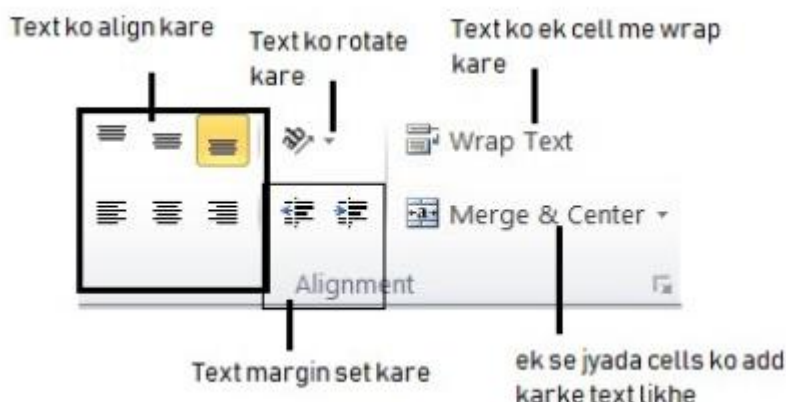 Text ko align kare
Text ko rotate
kare
Text ko ek cell me wrap
kare
Wrap Text
Merge & Center
Alignment
Text margin set kare
ek se jyada cells ko add
karke text likhe